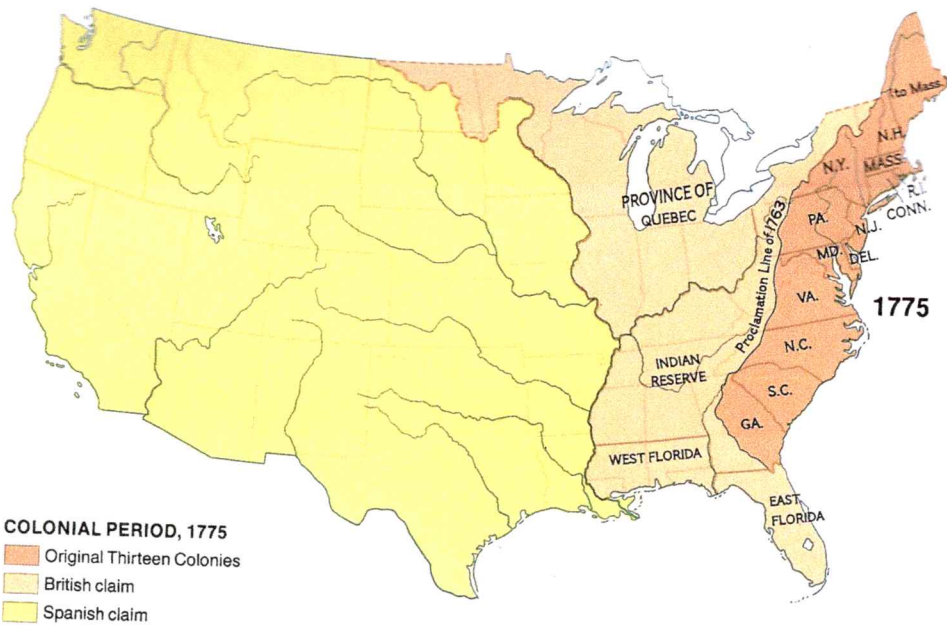 (to Mass.)
N.H.
N.Y.
MASS.
R.I.
CONN.
PROVINCE OF
QUEBEC
PA.
N.J.
MD.
DEL.
Proclamation Line of 1763
VA.
1775
N.C.
INDIAN
RESERVE
S.C.
GA.
WEST FLORIDA
EAST
FLORIDA
COLONIAL PERIOD, 1775
Original Thirteen Colonies
British claim
Spanish claim